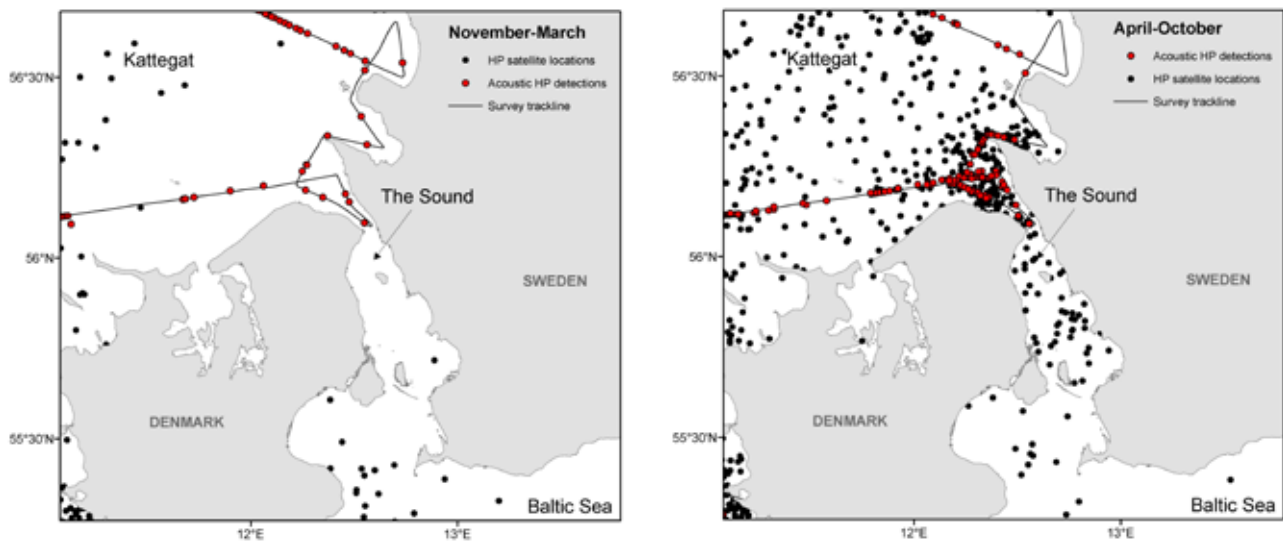 November-March
HP satellite locations
Acoustic HP detections
Survey trackline
Kattegat
56°30'N
The Sound
56°N
SWEDEN
DENMARK
55°30'N
Baltic Sea
12°E
13°E
April-October
Acoustic HP detections
HP satellite locations
Survey trackline
Kattegat
56°30'N
The Sound
56°N
SWEDEN
DENMARK
55°30'N
Baltic Sea
12°E
13°E